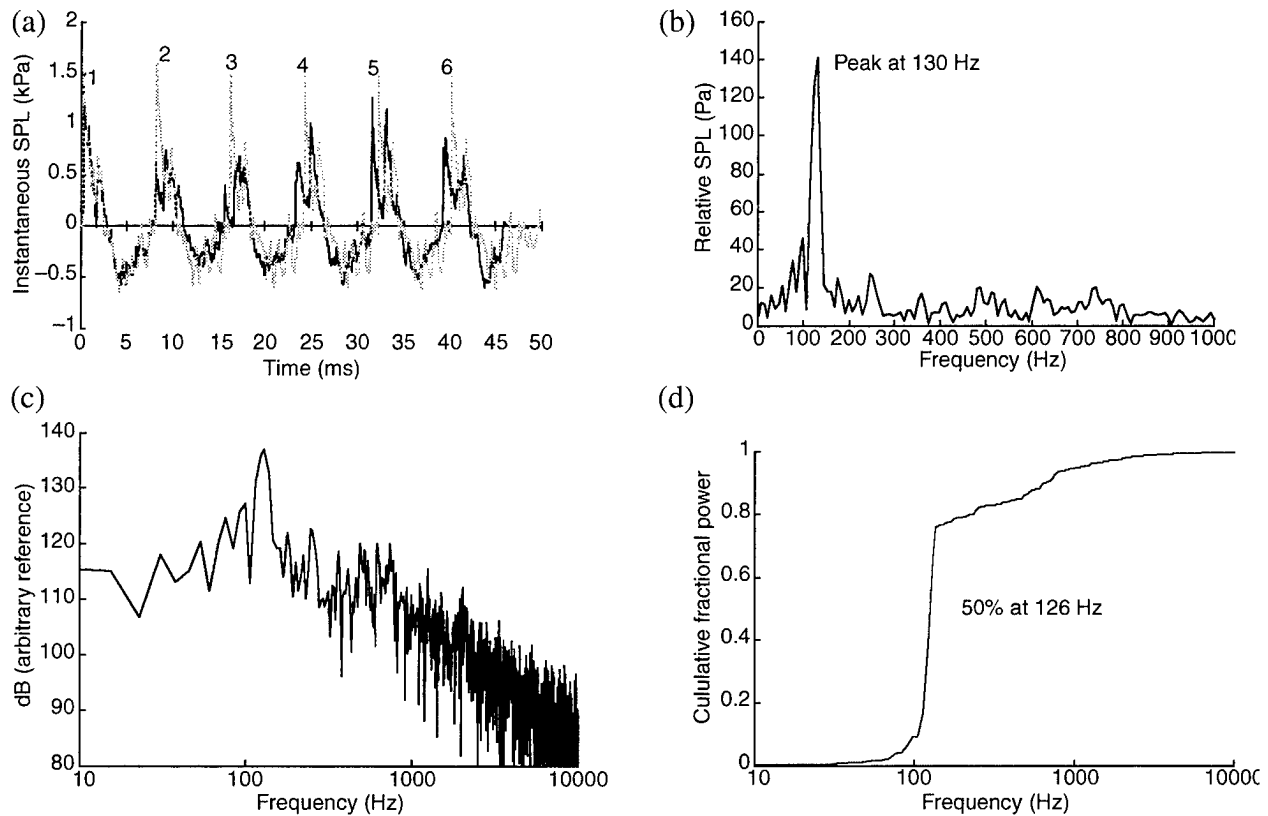 (a)
2
1.5
1
0.5
0
−0.5
−1
Instantaneous SPL (kPa)
1
2
3
4
5
6
0 5 10 15 20 25 30 35 40 45 50
Time (ms)
(b)
160
140
120
100
80
60
40
20
0
Relative SPL (Pa)
Peak at 130 Hz
0 100 200 300 400 500 600 700 800 900 1000
Frequency (Hz)
(c)
140
130
120
110
100
90
80
dB (arbitrary reference)
10 100 1000 10000
Frequency (Hz)
(d)
1
0.8
0.6
0.4
0.2
0
Cululative fractional power
50% at 126 Hz
10 100 1000 10000
Frequency (Hz)